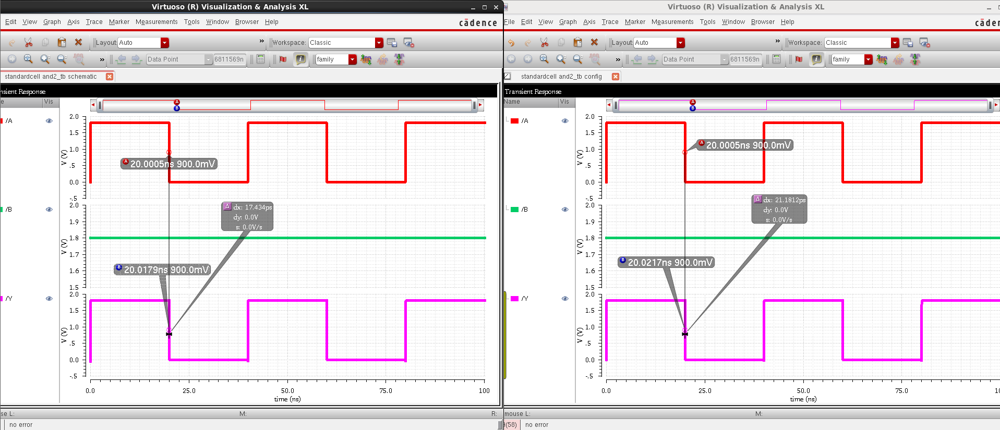 Virtuoso (R) Visualization & Analysis XL
Edit View Graph Axis Trace Marker Measurements Tools Window Browser Help
cādence
Layout: Auto
» Workspace: Classic
» Data Point 6811569n family
standardcell and2_tb schematic
nsient Response
e Vis
/A
2.0
1.5
1.0
.5
0.0
-.5
V (V)
A 20.0005ns 900.0mV
/B
2.0
1.9
1.8
1.7
1.6
1.5
V (V)
Δ dx: 17.434ps
dy: 0.0V
s: 0.0V/s
B 20.0179ns 900.0mV
/Y
2.0
1.5
1.0
.5
0.0
-.5
V (V)
0.0 25.0 50.0 75.0 100
time (ns)
se L: M: R:
no error
Virtuoso (R) Visualization & Analysis XL
File Edit View Graph Axis Trace Marker Measurements Tools Window Browser Help
cāden
Layout: Auto
» Workspace: Classic
» Data Point 6811569n family
standardcell and2_tb config
Transient Response
Name Vis
/A
2.0
1.5
1.0
.5
0.0
-.5
V (V)
A 20.0005ns 900.0mV
/B
2.0
1.9
1.8
1.7
1.6
1.5
V (V)
Δ dx: 21.1812ps
dy: 0.0V
s: 0.0V/s
B 20.0217ns 900.0mV
/Y
2.0
1.5
1.0
.5
0.0
-.5
V (V)
0.0 25.0 50.0 75.0 10
time (ns)
mouse L: M:
(58) no error